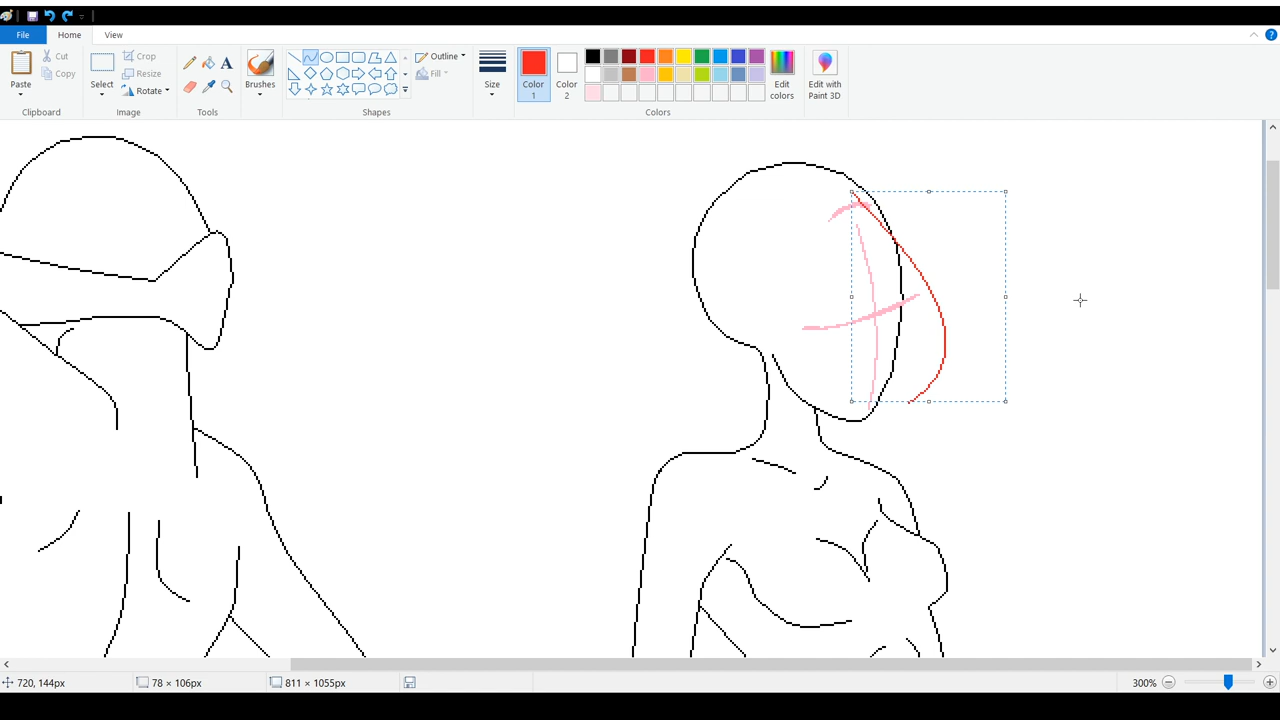 File Home View
Paste
Cut
Copy
Clipboard
Select
Crop
Resize
Rotate
Image
A
Tools
Brushes
Outline
Fill
Shapes
Size
Color 1
Color 2
Edit colors
Colors
Edit with Paint 3D
?
720, 144px 78 × 106px 811 × 1055px 300%